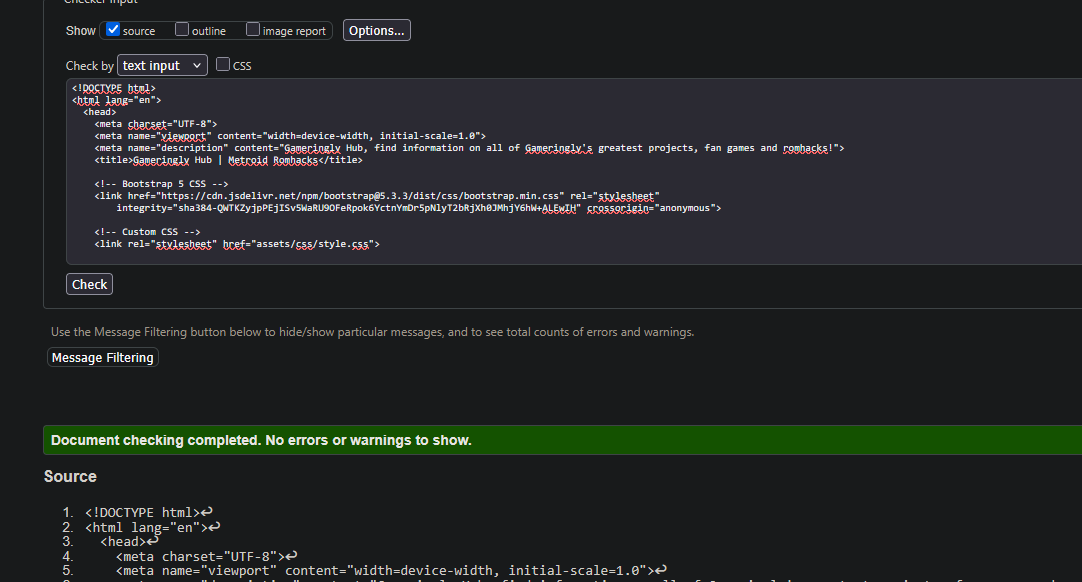 Checker Input
Show source outline image report Options...
Check by text input CSS
<!DOCTYPE html>
<html lang="en">
<head>
<meta charset="UTF-8">
<meta name="viewport" content="width=device-width, initial-scale=1.0">
<meta name="description" content="Gameringly Hub, find information on all of Gameringly's greatest projects, fan games and romhacks!">
<title>Gameringly Hub | Metroid Romhacks</title>
<!-- Bootstrap 5 CSS -->
<link href="https://cdn.jsdelivr.net/npm/bootstrap@5.3.3/dist/css/bootstrap.min.css" rel="stylesheet"
integrity="sha384-QWTKZyjpPEjISv5WaRU9OFeRpok6YctnYmDr5pNlyT2bRjXh0JMhjY6hW+ALEwIH" crossorigin="anonymous">
<!-- Custom CSS -->
<link rel="stylesheet" href="assets/css/style.css">
Check
Use the Message Filtering button below to hide/show particular messages, and to see total counts of errors and warnings.
Message Filtering
Document checking completed. No errors or warnings to show.
Source
1. <!DOCTYPE html>↩
2. <html lang="en">↩
3. <head>↩
4. <meta charset="UTF-8">↩
5. <meta name="viewport" content="width=device-width, initial-scale=1.0">↩